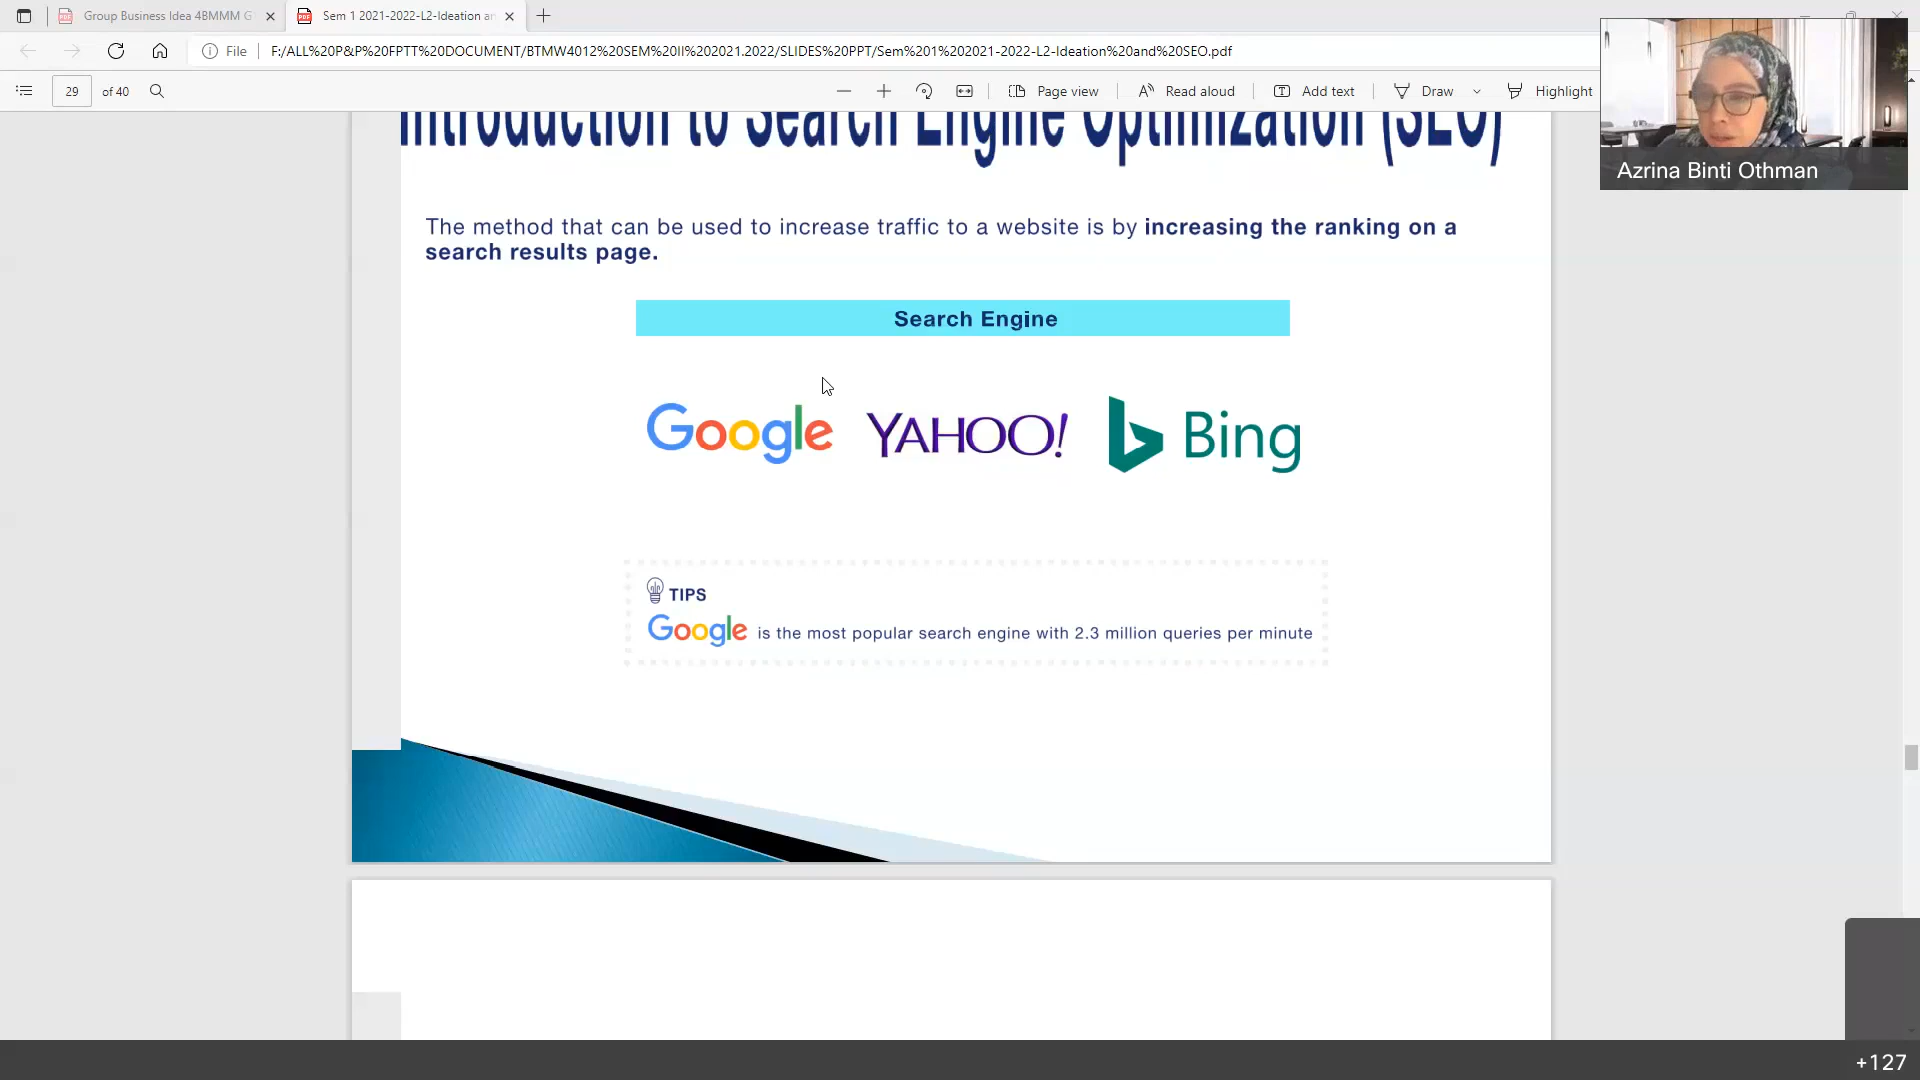 Group Business Idea 4BMMM G
Sem 1 2021-2022-L2-Ideation an
File
F:/ALL%20P&P%20FPTT%20DOCUMENT/BTMW4012%20SEM%20II%202021.2022/SLIDES%20PPT/Sem%201%202021-2022-L2-Ideation%20and%20SEO.pdf
29 of 40
Page view
Read aloud
Add text
Draw
Highlight
Azrina Binti Othman
Introduction to Search Engine Optimization (SEO)
The method that can be used to increase traffic to a website is by increasing the ranking on a
search results page.
Search Engine
Google YAHOO! Bing
TIPS
Google is the most popular search engine with 2.3 million queries per minute
+127